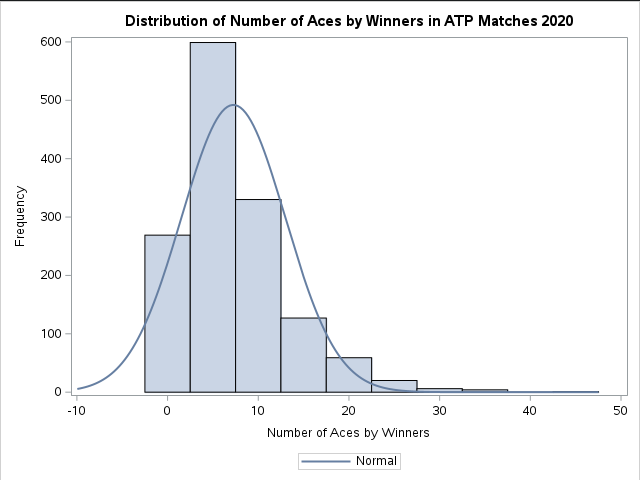 Distribution of Number of Aces by Winners in ATP Matches 2020
600
500
400
300
200
100
0
Frequency
-10 0 10 20 30 40 50
Number of Aces by Winners
Normal